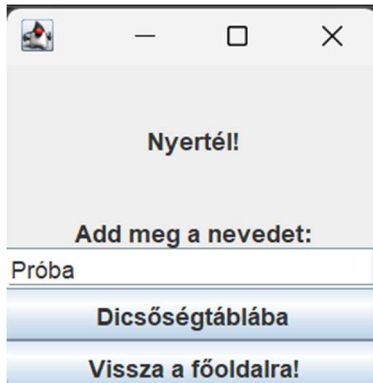 Nyertél!
Add meg a nevedet:
Próba
Dicsőségtáblába
Vissza a főoldalra!